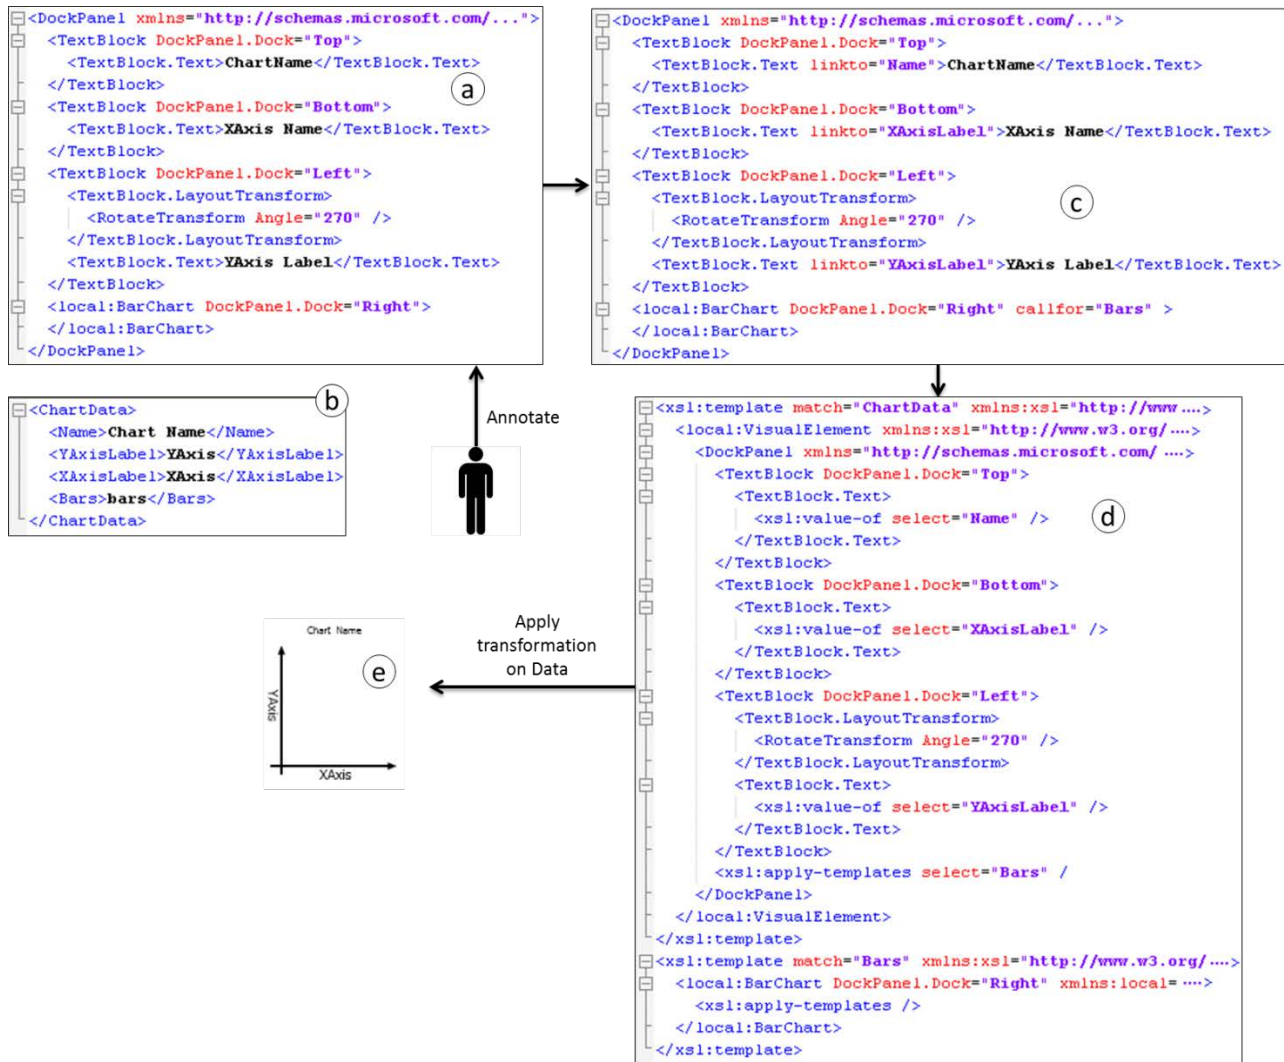 <DockPanel xmlns="http://schemas.microsoft.com/...">
<TextBlock DockPanel.Dock="Top">
<TextBlock.Text>ChartName</TextBlock.Text>
</TextBlock>
<TextBlock DockPanel.Dock="Bottom">
<TextBlock.Text>XAxis Name</TextBlock.Text>
</TextBlock>
<TextBlock DockPanel.Dock="Left">
<TextBlock.LayoutTransform>
<RotateTransform Angle="270" />
</TextBlock.LayoutTransform>
<TextBlock.Text>YAxis Label</TextBlock.Text>
</TextBlock>
<local:BarChart DockPanel.Dock="Right">
</local:BarChart>
</DockPanel>
a
<DockPanel xmlns="http://schemas.microsoft.com/...">
<TextBlock DockPanel.Dock="Top">
<TextBlock.Text linkto="Name">ChartName</TextBlock.Text>
</TextBlock>
<TextBlock DockPanel.Dock="Bottom">
<TextBlock.Text linkto="XAxisLabel">XAxis Name</TextBlock.Text>
</TextBlock>
<TextBlock DockPanel.Dock="Left">
<TextBlock.LayoutTransform>
<RotateTransform Angle="270" />
</TextBlock.LayoutTransform>
<TextBlock.Text linkto="YAxisLabel">YAxis Label</TextBlock.Text>
</TextBlock>
<local:BarChart DockPanel.Dock="Right" callfor="Bars" >
</local:BarChart>
</DockPanel>
c
b
<ChartData>
<Name>Chart Name</Name>
<YAxisLabel>YAxis</YAxisLabel>
<XAxisLabel>XAxis</XAxisLabel>
<Bars>bars</Bars>
</ChartData>
Annotate
<xsl:template match="ChartData" xmlns:xsl="http://www ....>
<local:VisualElement xmlns:xsl="http://www.w3.org/ ....>
<DockPanel xmlns="http://schemas.microsoft.com/ ....>
<TextBlock DockPanel.Dock="Top">
<TextBlock.Text>
<xsl:value-of select="Name" />
</TextBlock.Text>
</TextBlock>
<TextBlock DockPanel.Dock="Bottom">
<TextBlock.Text>
<xsl:value-of select="XAxisLabel" />
</TextBlock.Text>
</TextBlock>
<TextBlock DockPanel.Dock="Left">
<TextBlock.LayoutTransform>
<RotateTransform Angle="270" />
</TextBlock.LayoutTransform>
<TextBlock.Text>
<xsl:value-of select="YAxisLabel" />
</TextBlock.Text>
</TextBlock>
<xsl:apply-templates select="Bars" /
</DockPanel>
</local:VisualElement>
</xsl:template>
<xsl:template match="Bars" xmlns:xsl="http://www.w3.org/ ....>
<local:BarChart DockPanel.Dock="Right" xmlns:local= ....>
<xsl:apply-templates />
</local:BarChart>
</xsl:template>
d
Apply
transformation
on Data
Chart Name
e
YAxis
XAxis